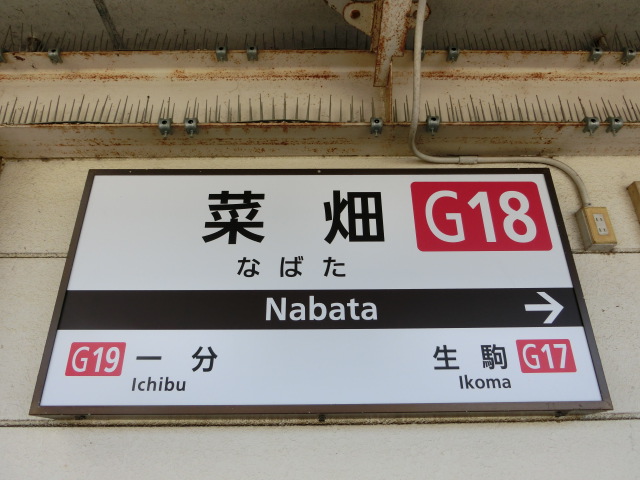 菜畑 G18
なばた
Nabata
G19 一分 生駒 G17
Ichibu Ikoma